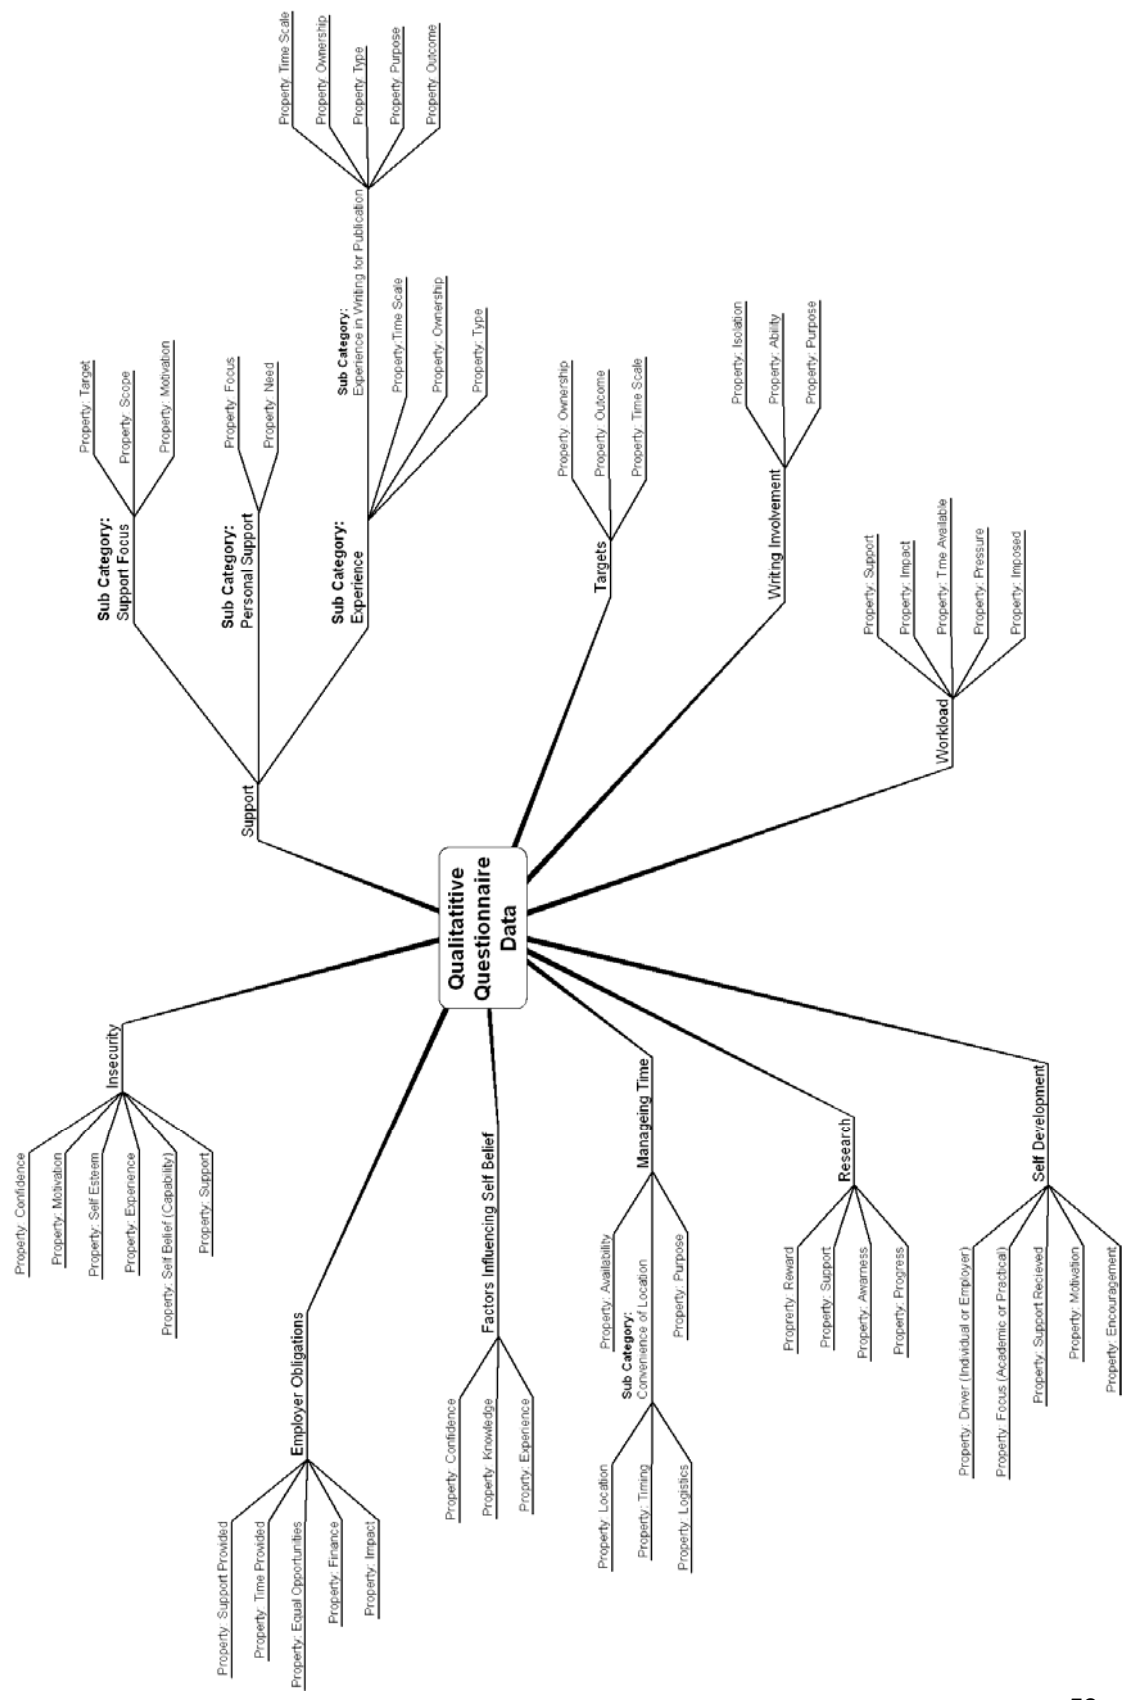 Qualitatitive
Questionnaire
Data
Insecurity
Property: Confidence
Property: Motivation
Property: Self Esteem
Property: Experience
Property: Self Belief (Capability)
Property: Support
Employer Obligations
Property: Support Provided
Property: Time Provided
Property: Equal Opportunities
Property: Finance
Property: Impact
Factors Influencing Self Belief
Property: Confidence
Property: Knowledge
Proprty: Experience
Manageing Time
Property: Availability
Sub Category:
Convenience of Location
Property: Purpose
Property: Location
Property: Timing
Property: Logistics
Research
Proprerty: Reward
Property: Support
Property: Awarness
Property: Progress
Self Development
Property: Driver (Individual or Employer)
Property: Focus (Academic or Practical)
Property: Support Recieved
Property: Motivation
Property: Encouragement
Support
Sub Category:
Support Focus
Property: Target
Property: Scope
Property: Motivation
Sub Category:
Personal Support
Property: Focus
Property: Need
Sub Category:
Experience
Sub Category:
Experience in Writing for Publication
Property: Time Scale
Property: Ownership
Property: Type
Property: Purpose
Property: Outcome
Property:Time Scale
Property: Ownership
Property: Type
Targets
Property: Ownership
Property: Outcome
Property: Time Scale
Writng Involvement
Property: Isolation
Property: Ability
Property: Purpose
Workload
Property: Support
Property: Impact
Property: Tme Available
Property: Pressure
Property: Imposed